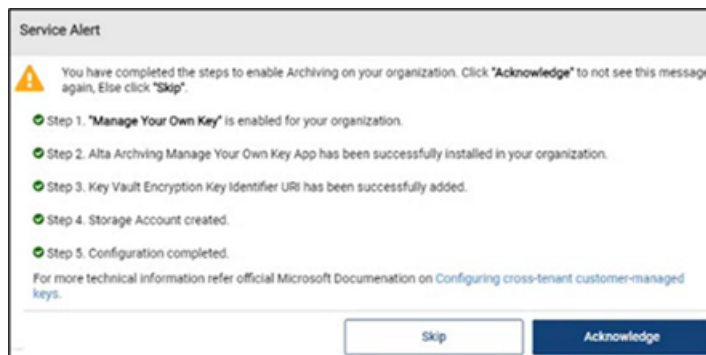 Service Alert
You have completed the steps to enable Archiving on your organization. Click "Acknowledge" to not see this message
again, Else click "Skip".
Step 1. "Manage Your Own Key" is enabled for your organization.
Step 2. Alta Archving Manage Your Own Key App has been successfully installed in your organization.
Step 3. Key Vault Encryption Key Identifier URI has been successfully added.
Step 4. Storage Account created.
Step 5. Configuration completed.
For more technical information refer official Microsoft Documenation on Configuring cross-tenant customer-managed
keys.
Skip
Acknowledge